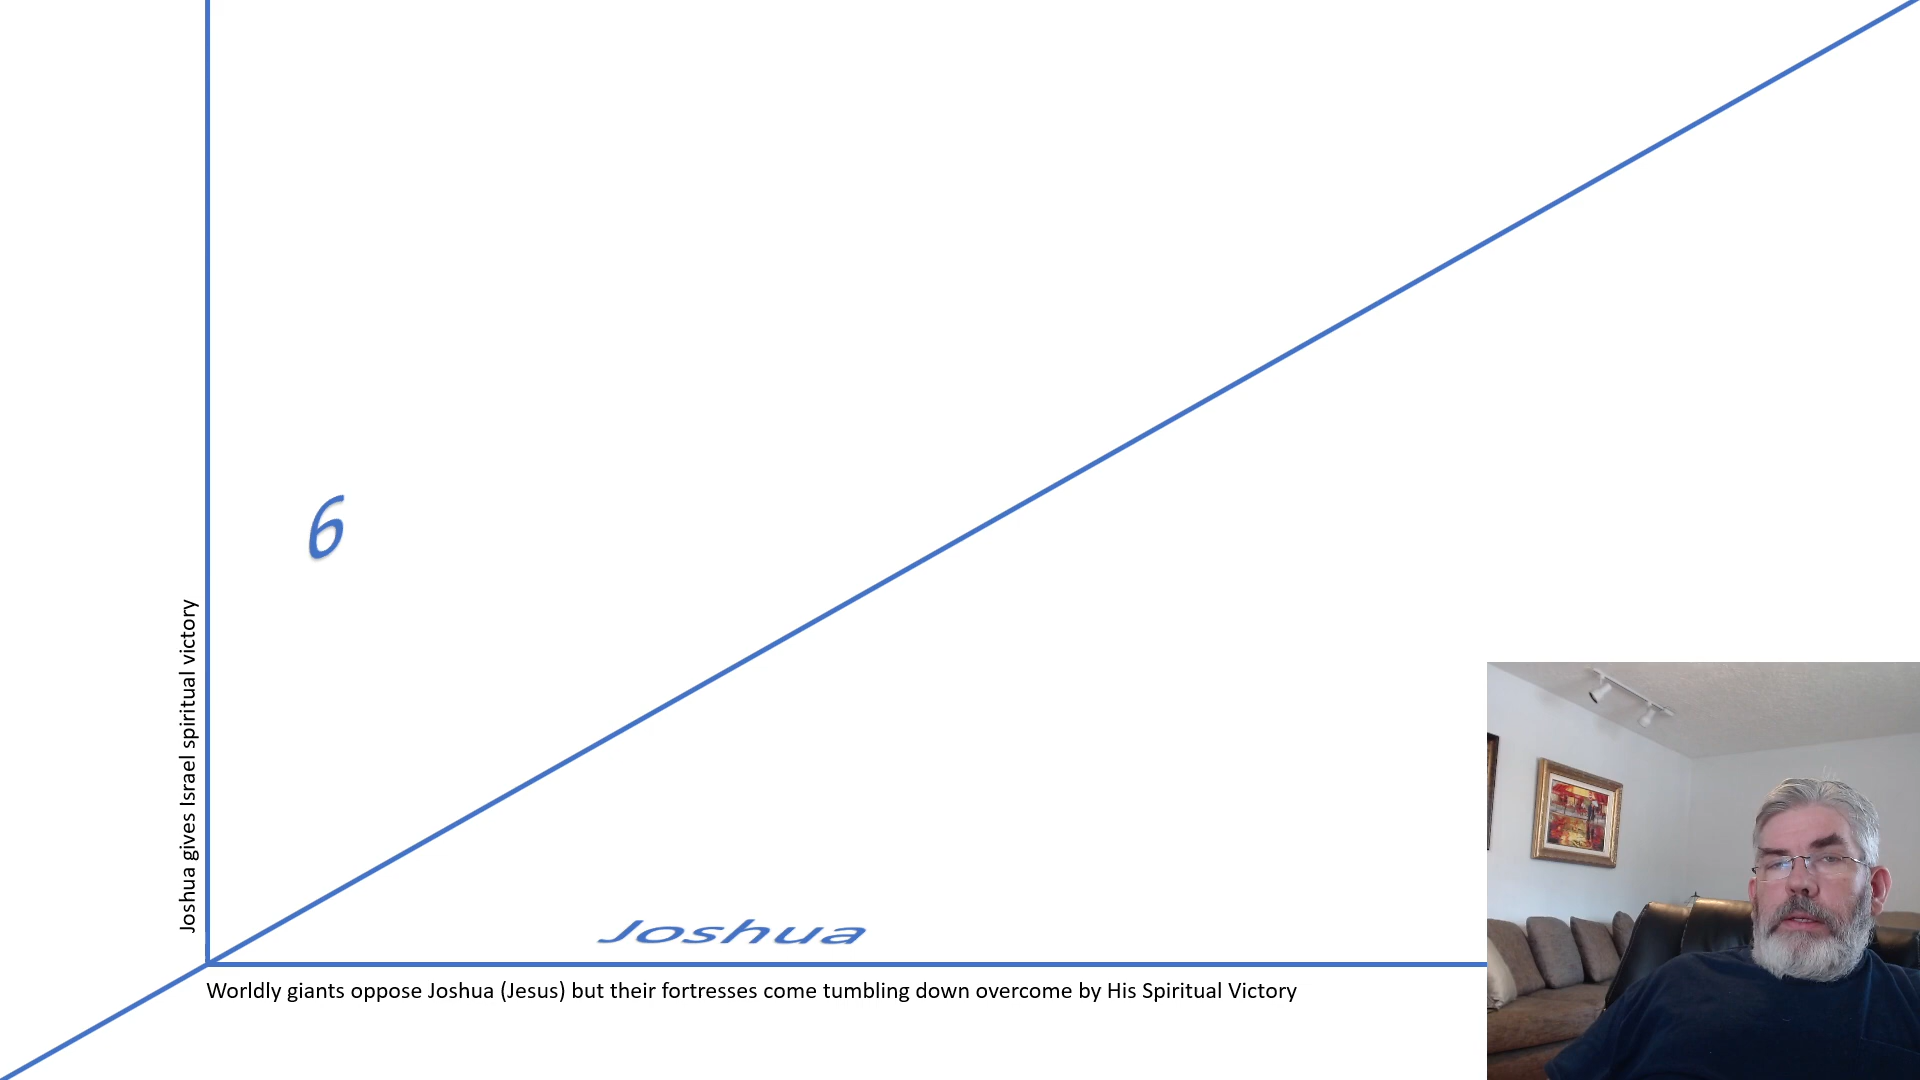 6
Joshua gives Israel spiritual victory
Joshua
Worldly giants oppose Joshua (Jesus) but their fortresses come tumbling down overcome by His Spiritual Victory